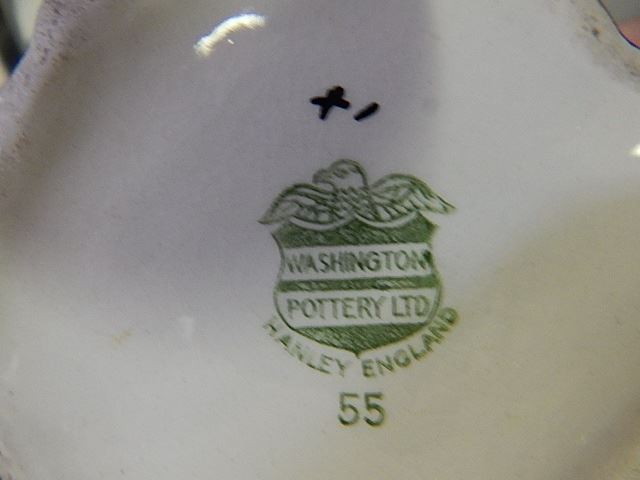 WASHINGTON
POTTERY LTD
HANLEY ENGLAND
55